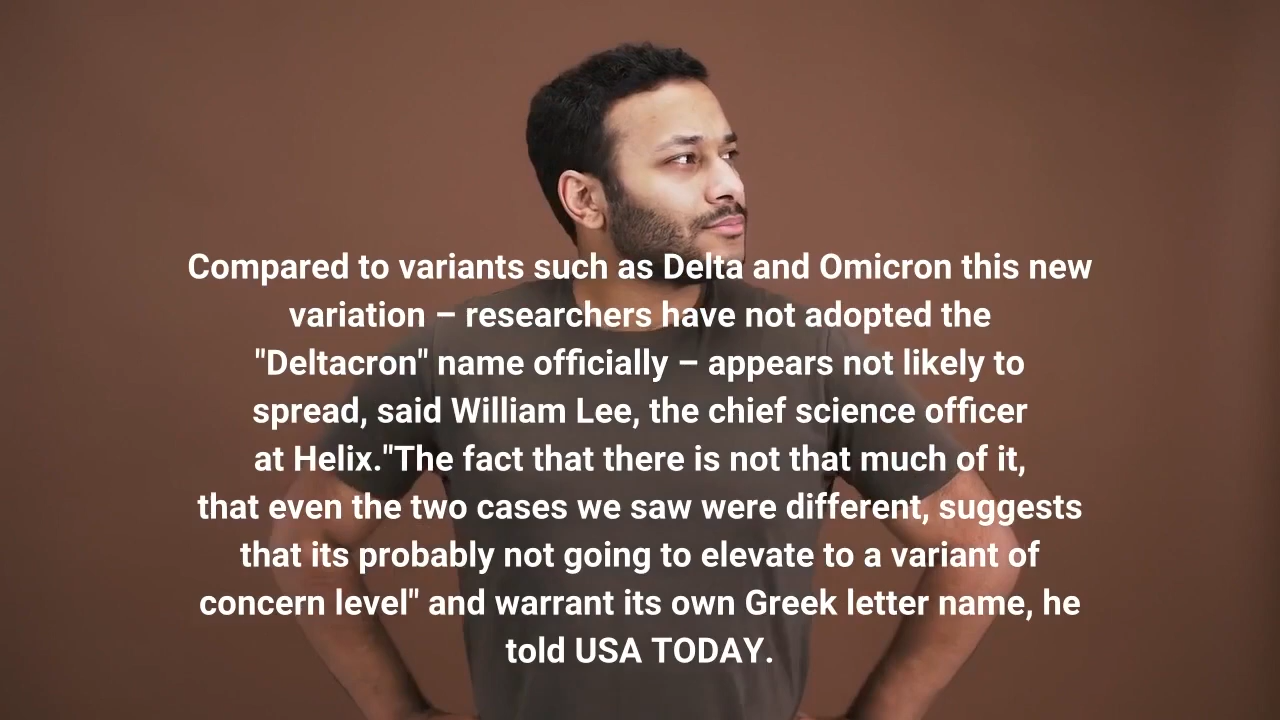 Compared to variants such as Delta and Omicron this new
variation – researchers have not adopted the
"Deltacron" name officially – appears not likely to
spread, said William Lee, the chief science officer
at Helix."The fact that there is not that much of it,
that even the two cases we saw were different, suggests
that its probably not going to elevate to a variant of
concern level" and warrant its own Greek letter name, he
told USA TODAY.